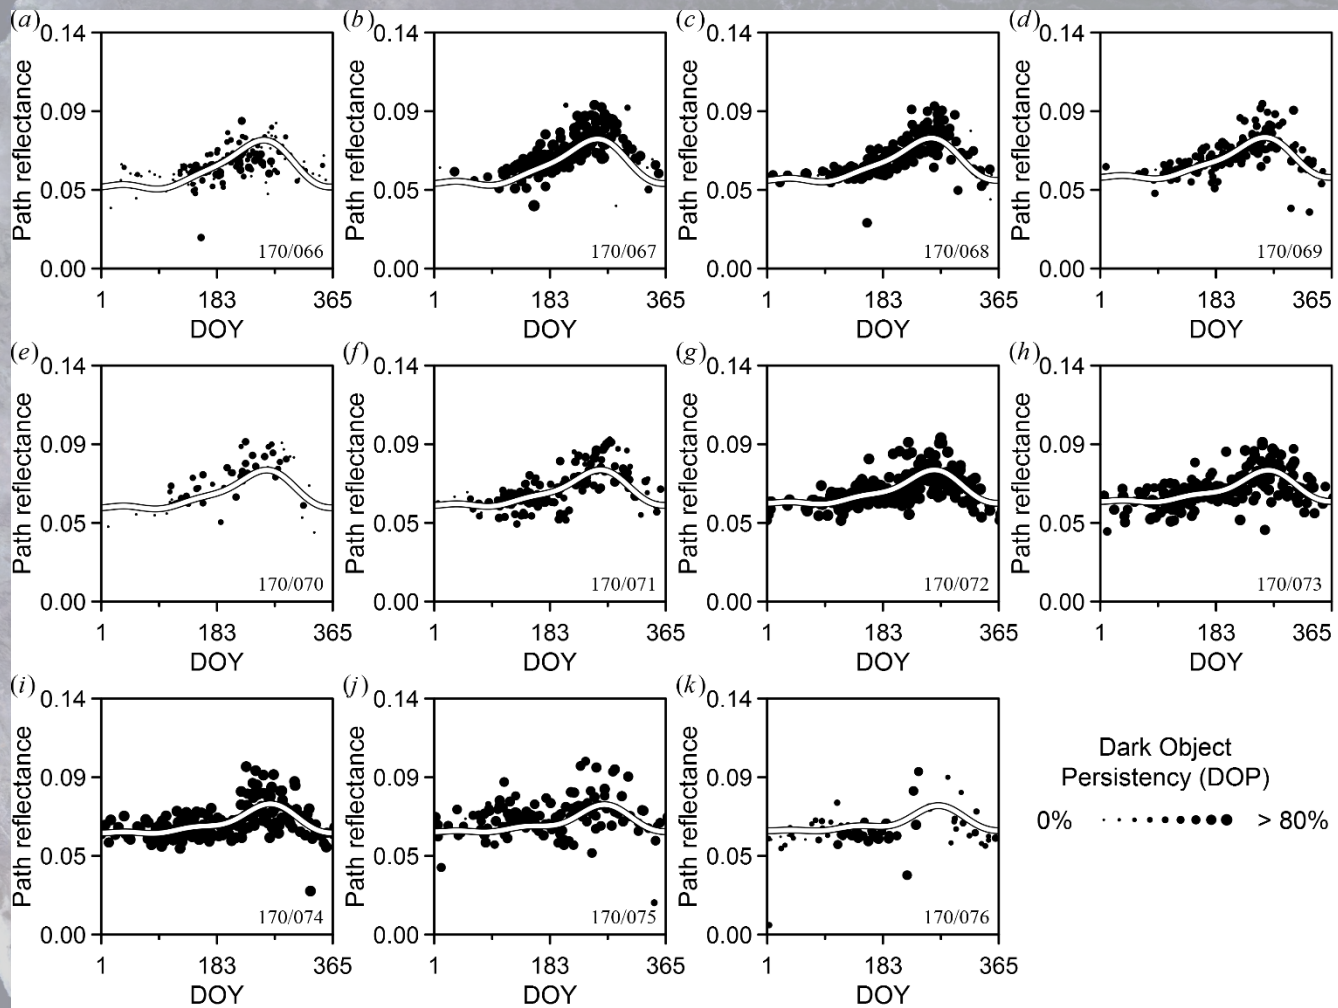 (a) (b) (c) (d)
0.14 0.14 0.14 0.14
Path reflectance Path reflectance Path reflectance Path reflectance
0.09 0.09 0.09 0.09
0.05 0.05 0.05 0.05
170/066 170/067 170/068 170/069
0.00 0.00 0.00 0.00
1 183 365 1 183 365 1 183 365 1 183 365
DOY DOY DOY DOY
(e) (f) (g) (h)
0.14 0.14 0.14 0.14
Path reflectance Path reflectance Path reflectance Path reflectance
0.09 0.09 0.09 0.09
0.05 0.05 0.05 0.05
170/070 170/071 170/072 170/073
0.00 0.00 0.00 0.00
1 183 365 1 183 365 1 183 365 1 183 365
DOY DOY DOY DOY
(i) (j) (k)
0.14 0.14 0.14
Path reflectance Path reflectance Path reflectance
0.09 0.09 0.09
0.05 0.05 0.05
170/074 170/075 170/076
0.00 0.00 0.00
1 183 365 1 183 365 1 183 365
DOY DOY DOY
Dark Object
Persistency (DOP)
0% > 80%